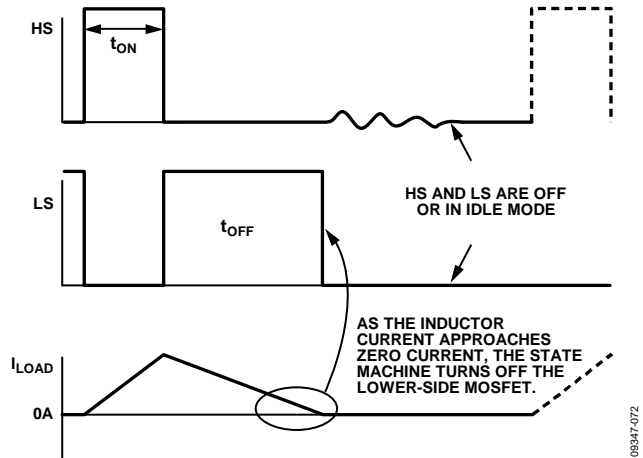 HS
tON
LS
tOFF
HS AND LS ARE OFF
OR IN IDLE MODE
AS THE INDUCTOR
CURRENT APPROACHES
ZERO CURRENT, THE STATE
MACHINE TURNS OFF THE
LOWER-SIDE MOSFET.
ILOAD
0A
09347-072